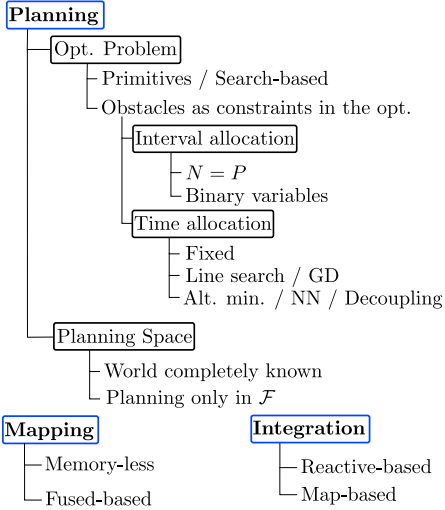 Planning
Opt. Problem
Primitives / Search-based
Obstacles as constraints in the opt.
Interval allocation
N = P
Binary variables
Time allocation
Fixed
Line search / GD
Alt. min. / NN / Decoupling
Planning Space
World completely known
Planning only in ℱ
Mapping
Memory-less
Fused-based
Integration
Reactive-based
Map-based